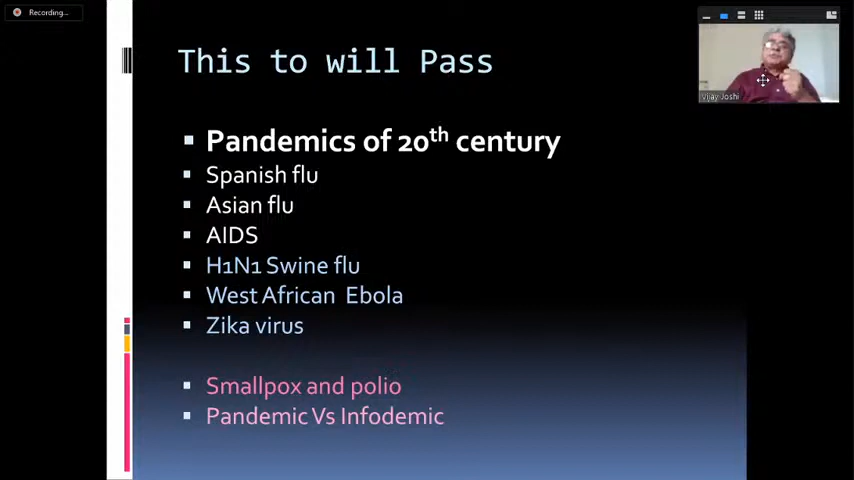 Recording...
This to will Pass
Vijay Joshi
Pandemics of 20th century
Spanish flu
Asian flu
AIDS
H1N1 Swine flu
West African Ebola
Zika virus
Smallpox and polio
Pandemic Vs Infodemic